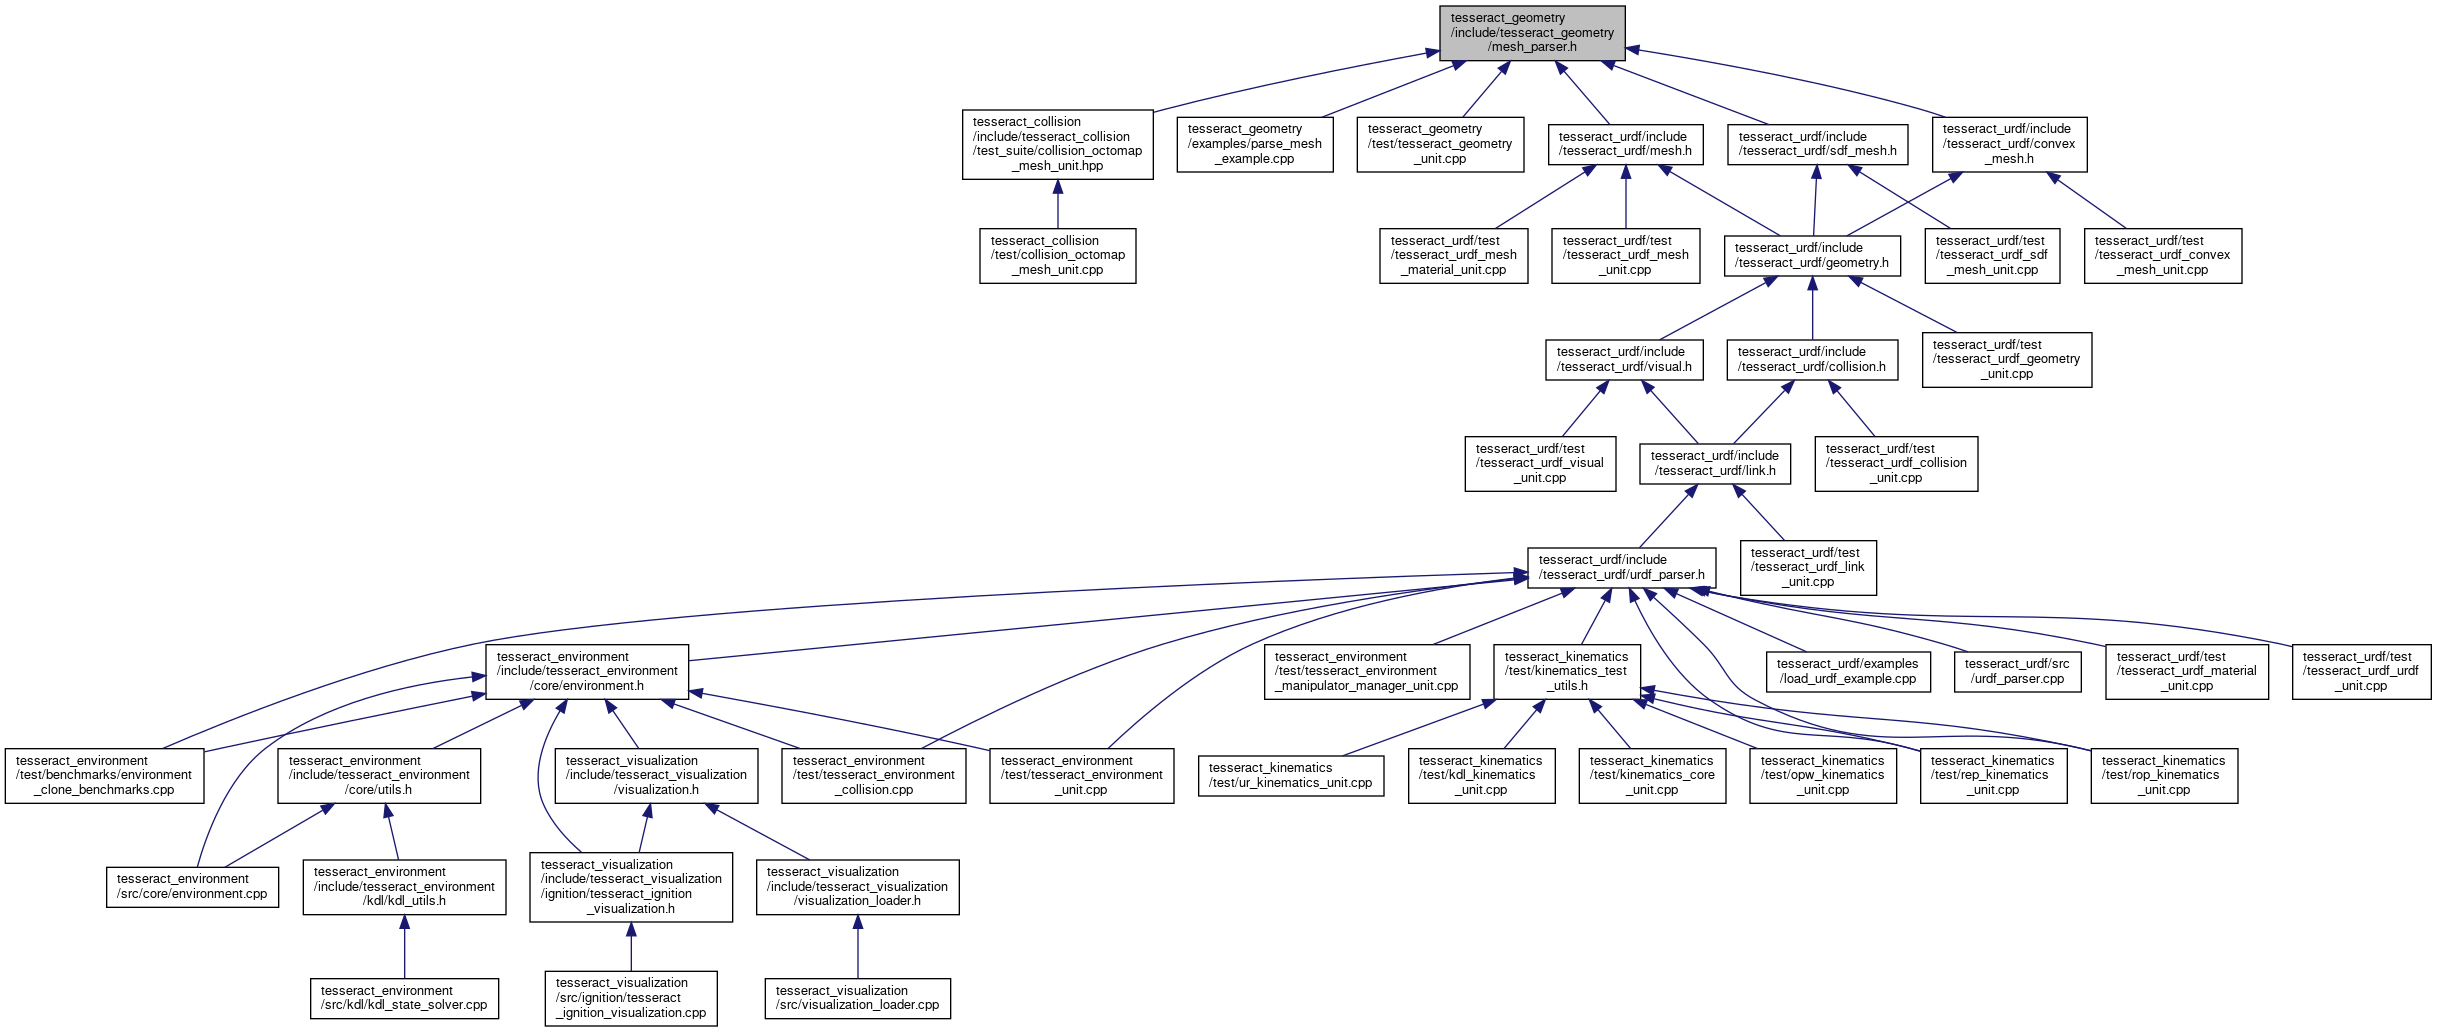 tesseract_geometry
/include/tesseract_geometry
/mesh_parser.h
tesseract_collision
/include/tesseract_collision
/test_suite/collision_octomap
_mesh_unit.hpp
tesseract_geometry
/examples/parse_mesh
_example.cpp
tesseract_geometry
/test/tesseract_geometry
_unit.cpp
tesseract_urdf/include
/tesseract_urdf/mesh.h
tesseract_urdf/include
/tesseract_urdf/sdf_mesh.h
tesseract_urdf/include
/tesseract_urdf/convex
_mesh.h
tesseract_collision
/test/collision_octomap
_mesh_unit.cpp
tesseract_urdf/test
/tesseract_urdf_mesh
_material_unit.cpp
tesseract_urdf/test
/tesseract_urdf_mesh
_unit.cpp
tesseract_urdf/include
/tesseract_urdf/geometry.h
tesseract_urdf/test
/tesseract_urdf_sdf
_mesh_unit.cpp
tesseract_urdf/test
/tesseract_urdf_convex
_mesh_unit.cpp
tesseract_urdf/include
/tesseract_urdf/visual.h
tesseract_urdf/include
/tesseract_urdf/collision.h
tesseract_urdf/test
/tesseract_urdf_geometry
_unit.cpp
tesseract_urdf/test
/tesseract_urdf_visual
_unit.cpp
tesseract_urdf/include
/tesseract_urdf/link.h
tesseract_urdf/test
/tesseract_urdf_collision
_unit.cpp
tesseract_urdf/include
/tesseract_urdf/urdf_parser.h
tesseract_urdf/test
/tesseract_urdf_link
_unit.cpp
tesseract_environment
/include/tesseract_environment
/core/environment.h
tesseract_environment
/test/tesseract_environment
_manipulator_manager_unit.cpp
tesseract_kinematics
/test/kinematics_test
_utils.h
tesseract_urdf/examples
/load_urdf_example.cpp
tesseract_urdf/src
/urdf_parser.cpp
tesseract_urdf/test
/tesseract_urdf_material
_unit.cpp
tesseract_urdf/test
/tesseract_urdf_urdf
_unit.cpp
tesseract_environment
/test/benchmarks/environment
_clone_benchmarks.cpp
tesseract_environment
/include/tesseract_environment
/core/utils.h
tesseract_visualization
/include/tesseract_visualization
/visualization.h
tesseract_environment
/test/tesseract_environment
_collision.cpp
tesseract_environment
/test/tesseract_environment
_unit.cpp
tesseract_kinematics
/test/ur_kinematics_unit.cpp
tesseract_kinematics
/test/kdl_kinematics
_unit.cpp
tesseract_kinematics
/test/kinematics_core
_unit.cpp
tesseract_kinematics
/test/opw_kinematics
_unit.cpp
tesseract_kinematics
/test/rep_kinematics
_unit.cpp
tesseract_kinematics
/test/rop_kinematics
_unit.cpp
tesseract_environment
/src/core/environment.cpp
tesseract_environment
/include/tesseract_environment
/kdl/kdl_utils.h
tesseract_visualization
/include/tesseract_visualization
/ignition/tesseract_ignition
_visualization.h
tesseract_visualization
/include/tesseract_visualization
/visualization_loader.h
tesseract_environment
/src/kdl/kdl_state_solver.cpp
tesseract_visualization
/src/ignition/tesseract
_ignition_visualization.cpp
tesseract_visualization
/src/visualization_loader.cpp